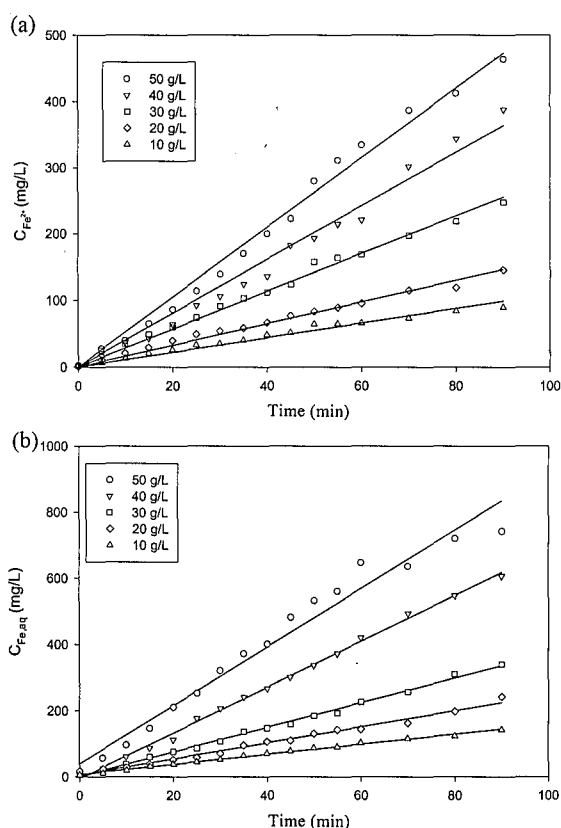 (a)
500
400
300
200
100
0
C_Fe²⁺ (mg/L)
50 g/L
40 g/L
30 g/L
20 g/L
10 g/L
0 20 40 60 80 100
Time (min)
(b)
1000
800
600
400
200
0
C_Fe,aq (mg/L)
50 g/L
40 g/L
30 g/L
20 g/L
10 g/L
0 20 40 60 80 100
Time (min)